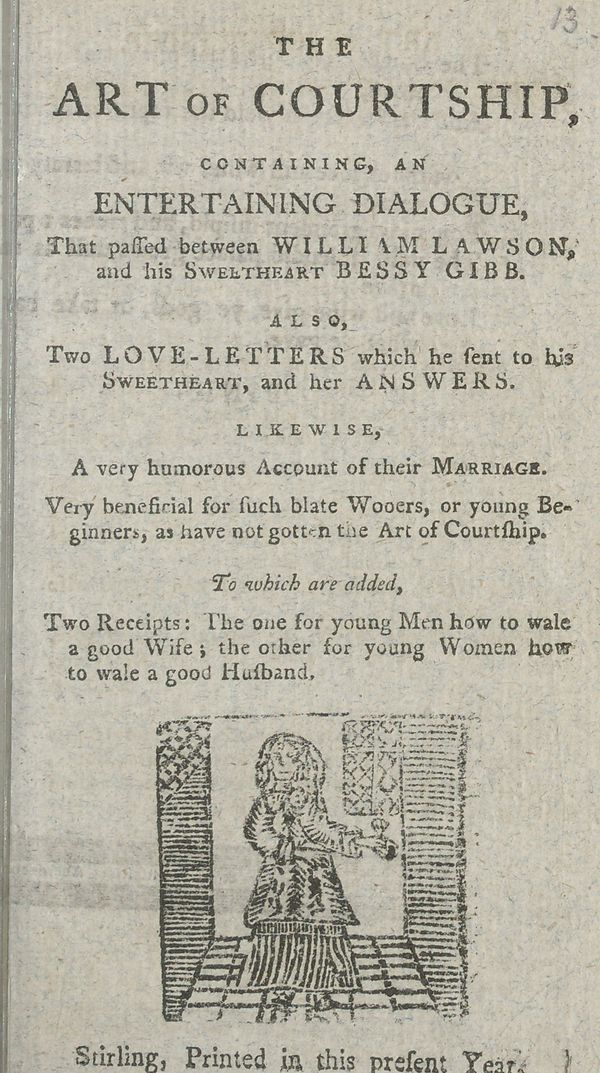 13
THE
ART OF COURTSHIP,
CONTAINING, AN
ENTERTAINING DIALOGUE,
That paſſed between WILLIAM LAWSON,
and his SWEETHEART BESSY GIBB.
ALSO,
Two LOVE-LETTERS which he ſent to his
SWEETHEART, and her ANSWERS.
LIKEWISE,
A very humorous Account of their MARRIAGE.
Very beneficial for ſuch blate Wooers, or young Be-
ginners, as have not gotten the Art of Courtſhip.
To which are added,
Two Receipts: The one for young Men how to wale
a good Wife; the other for young Women how
to wale a good Huſband.
Stirling, Printed in this preſent Year.